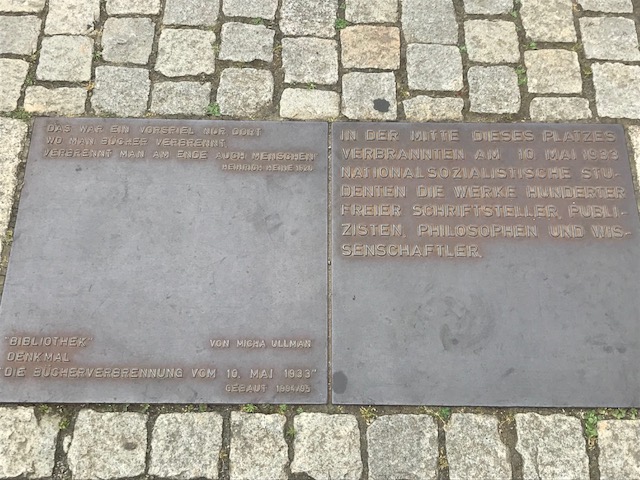 DAS WAR EIN VORSPIEL NUR DORT
WO MAN BÜCHER VERBRENNT,
VERBRENNT MAN AM ENDE AUCH MENSCHEN
HEINRICH HEINE 1820
"BIBLIOTHEK"
VON MICHA ULLMAN
DENKMAL
"DIE BÜCHERVERBRENNUNG VOM 10. MAI 1933"
GEBAUT 1994/95
IN DER MITTE DIESES PLATZES
VERBRANNTEN AM 10. MAI 1933
NATIONALSOZIALISTISCHE STU-
DENTEN DIE WERKE HUNDERTER
FREIER SCHRIFTSTELLER, PUBLI-
ZISTEN, PHILOSOPHEN UND WIS-
SENSCHAFTLER.